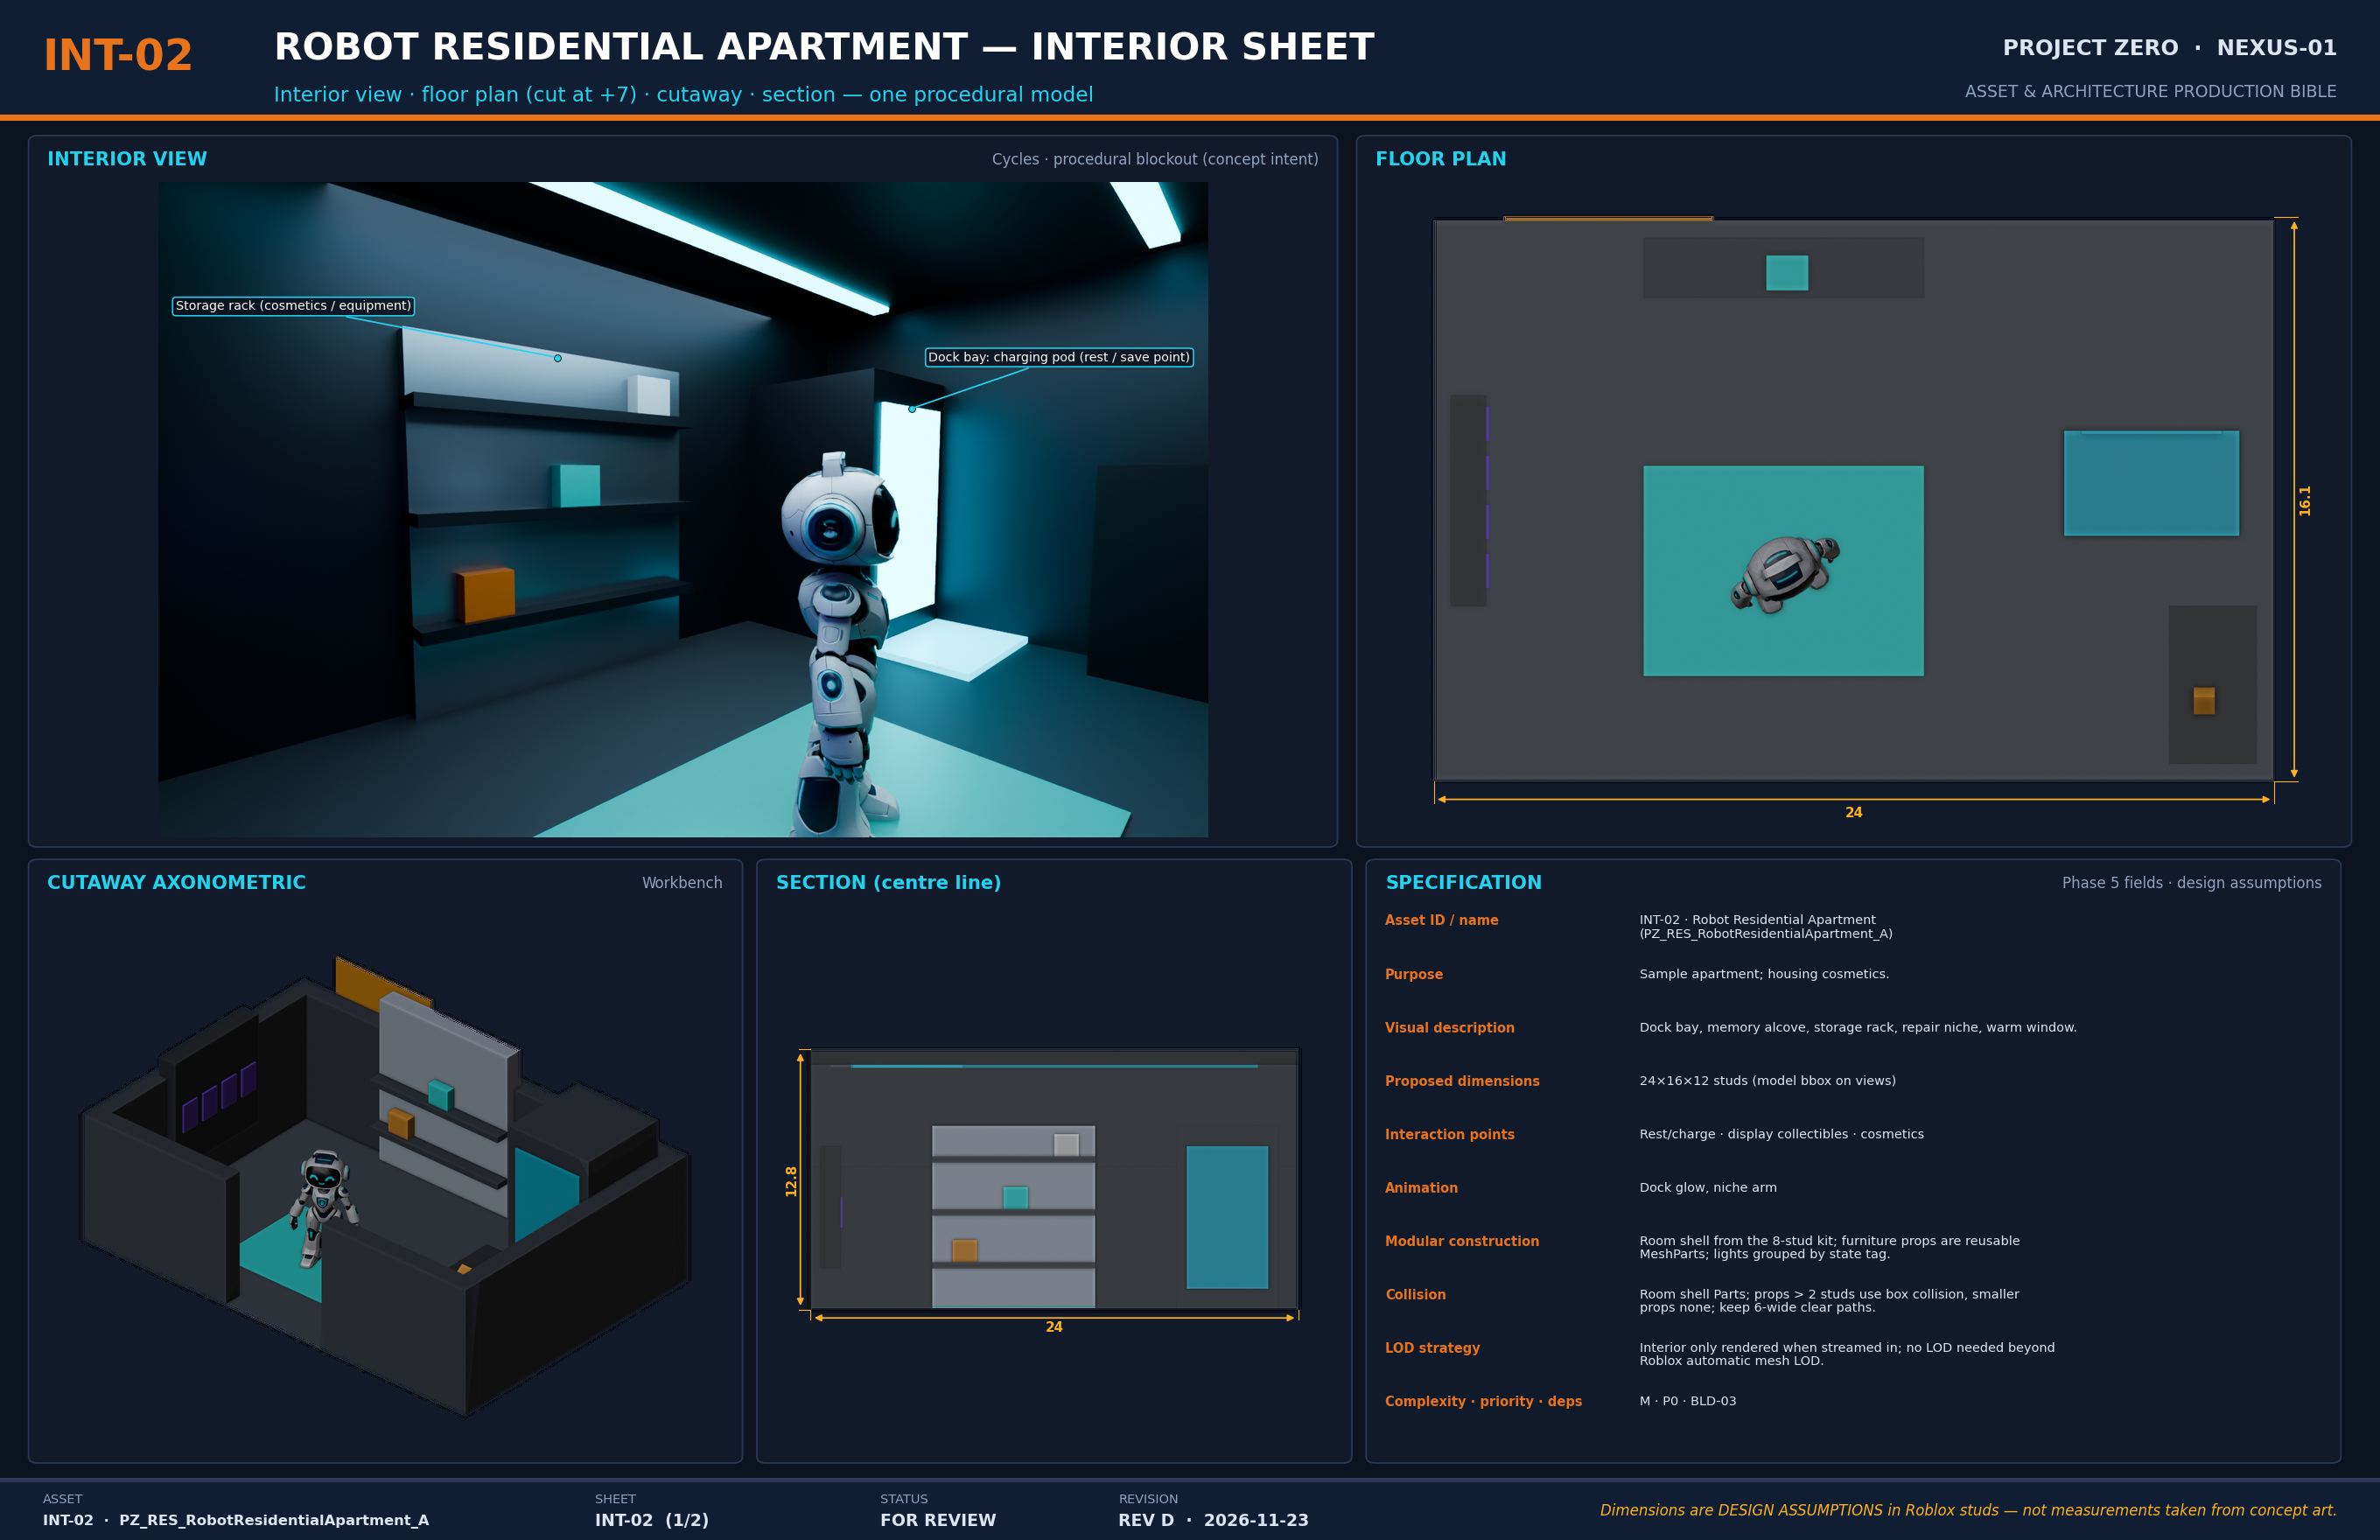 INT-02
ROBOT RESIDENTIAL APARTMENT — INTERIOR SHEET
Interior view · floor plan (cut at +7) · cutaway · section — one procedural model
PROJECT ZERO · NEXUS-01
ASSET & ARCHITECTURE PRODUCTION BIBLE
INTERIOR VIEW
Cycles · procedural blockout (concept intent)
Storage rack (cosmetics / equipment)
Dock bay: charging pod (rest / save point)
FLOOR PLAN
16.1
24
CUTAWAY AXONOMETRIC
Workbench
SECTION (centre line)
12.8
24
SPECIFICATION
Phase 5 fields · design assumptions
Asset ID / name
INT-02 · Robot Residential Apartment
(PZ_RES_RobotResidentialApartment_A)
Purpose
Sample apartment; housing cosmetics.
Visual description
Dock bay, memory alcove, storage rack, repair niche, warm window.
Proposed dimensions
24×16×12 studs (model bbox on views)
Interaction points
Rest/charge · display collectibles · cosmetics
Animation
Dock glow, niche arm
Modular construction
Room shell from the 8-stud kit; furniture props are reusable
MeshParts; lights grouped by state tag.
Collision
Room shell Parts; props > 2 studs use box collision, smaller
props none; keep 6-wide clear paths.
LOD strategy
Interior only rendered when streamed in; no LOD needed beyond
Roblox automatic mesh LOD.
Complexity · priority · deps
M · P0 · BLD-03
ASSET
INT-02 · PZ_RES_RobotResidentialApartment_A
SHEET
INT-02 (1/2)
STATUS
FOR REVIEW
REVISION
REV D · 2026-11-23
Dimensions are DESIGN ASSUMPTIONS in Roblox studs — not measurements taken from concept art.